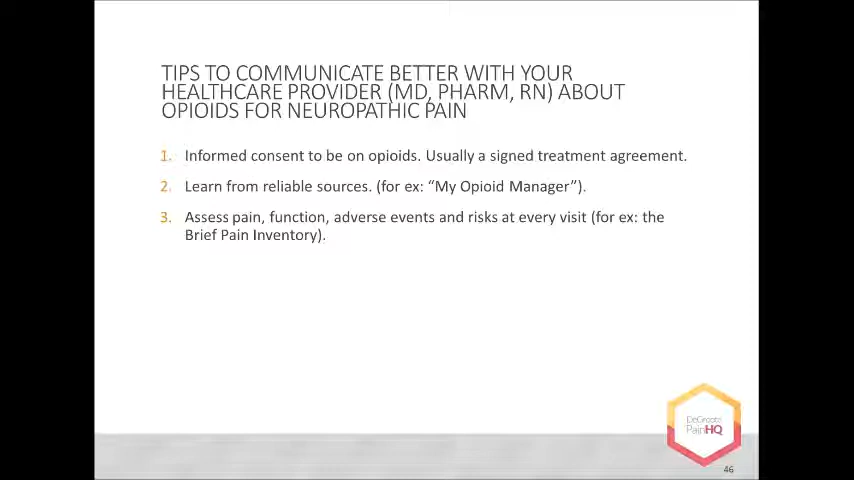 TIPS TO COMMUNICATE BETTER WITH YOUR
HEALTHCARE PROVIDER (MD, PHARM, RN) ABOUT
OPIOIDS FOR NEUROPATHIC PAIN
1. Informed consent to be on opioids. Usually a signed treatment agreement.
2. Learn from reliable sources. (for ex: “My Opioid Manager”).
3. Assess pain, function, adverse events and risks at every visit (for ex: the
Brief Pain Inventory).
DeGroote
PainHQ
46